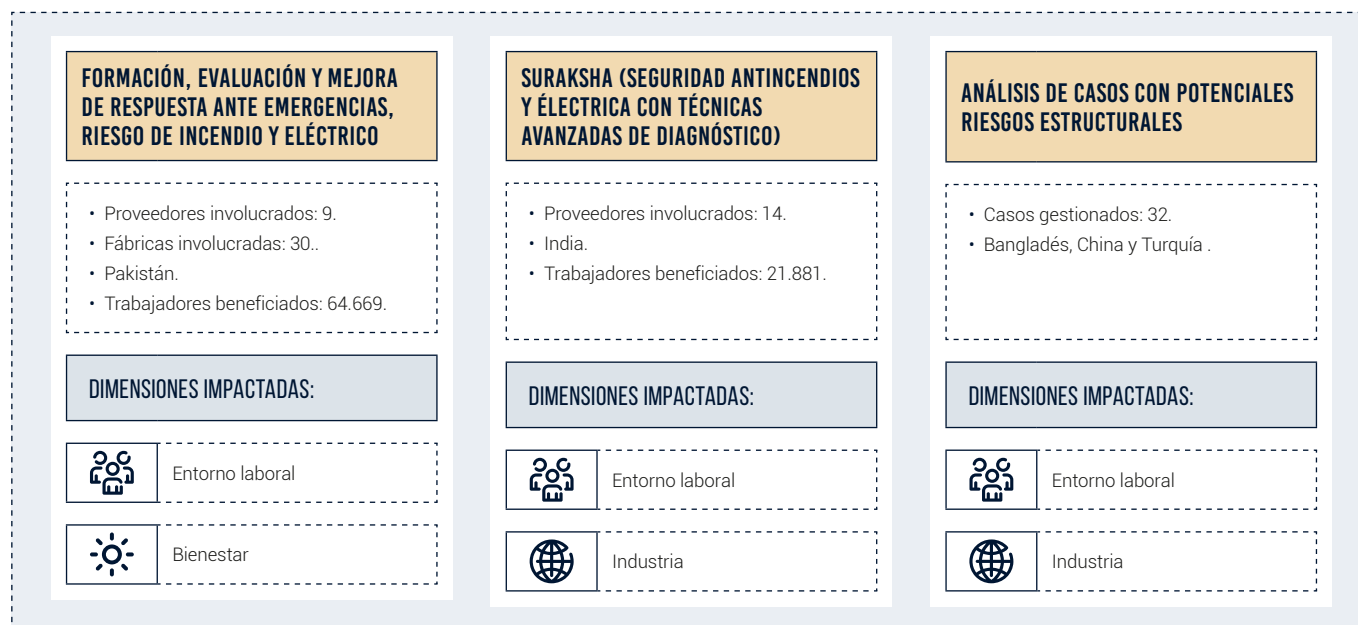 FORMACIÓN, EVALUACIÓN Y MEJORA
DE RESPUESTA ANTE EMERGENCIAS,
RIESGO DE INCENDIO Y ELÉCTRICO
• Proveedores involucrados: 9.
• Fábricas involucradas: 30..
• Pakistán.
• Trabajadores beneficiados: 64.669.
DIMENSIONES IMPACTADAS:
Entorno laboral
Bienestar
SURAKSHA (SEGURIDAD ANTINCENDIOS
Y ÉLECTRICA CON TÉCNICAS
AVANZADAS DE DIAGNÓSTICO)
• Proveedores involucrados: 14.
• India.
• Trabajadores beneficiados: 21.881.
DIMENSIONES IMPACTADAS:
Entorno laboral
Industria
ANÁLISIS DE CASOS CON POTENCIALES
RIESGOS ESTRUCTURALES
• Casos gestionados: 32.
• Bangladés, China y Turquía .
DIMENSIONES IMPACTADAS:
Entorno laboral
Industria